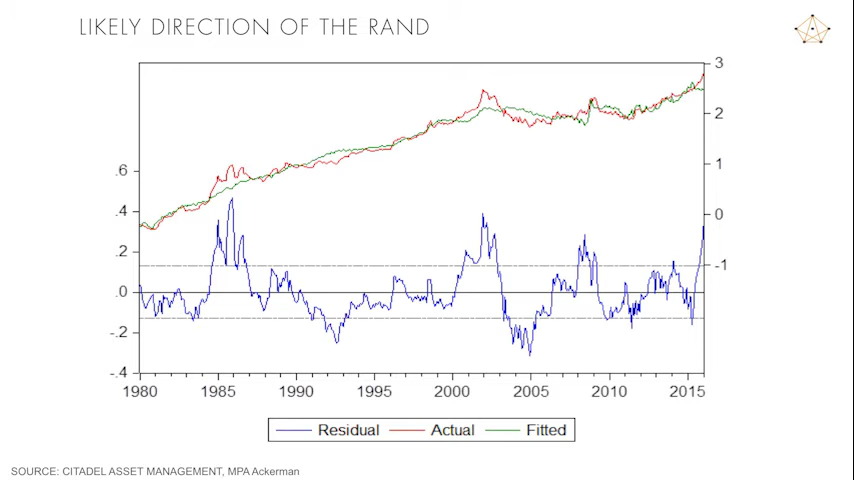 LIKELY DIRECTION OF THE RAND
3
2
1
0
-1
.6
.4
.2
.0
-.2
-.4
1980 1985 1990 1995 2000 2005 2010 2015
Residual Actual Fitted
SOURCE: CITADEL ASSET MANAGEMENT, MPA Ackerman